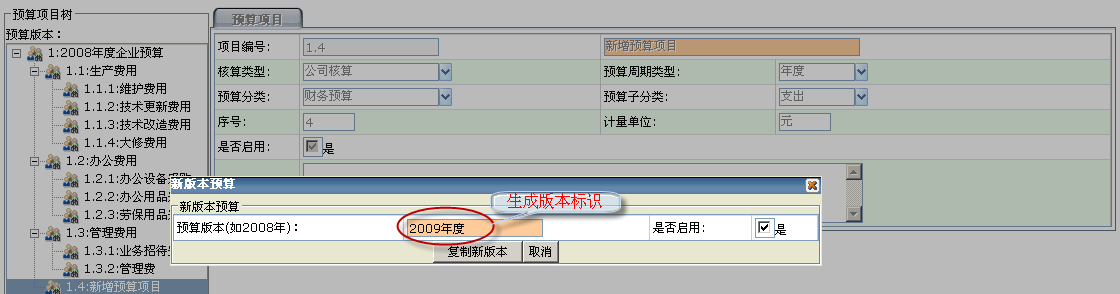 预算项目树
预算项目
预算版本：
1:2008年度企业预算
1.1:生产费用
1.1.1:维护费用
1.1.2:技术更新费用
1.1.3:技术改造费用
1.1.4:大修费用
1.2:办公费用
1.2.1:办公设备
1.2.2:办公用品
1.2.3:劳保用品
1.3:管理费用
1.3.1:业务招待
1.3.2:管理费
1.4:新增预算项目
项目编号: 1.4 新增预算项目
核算类型: 公司核算 预算周期类型: 年度
预算分类: 财务预算 预算子分类: 支出
序号: 4 计量单位: 元
是否启用: 是
新版本预算
新版本预算
生成版本标识
预算版本(如2008年): 2009年度 是否启用: 是
复制新版本 取消